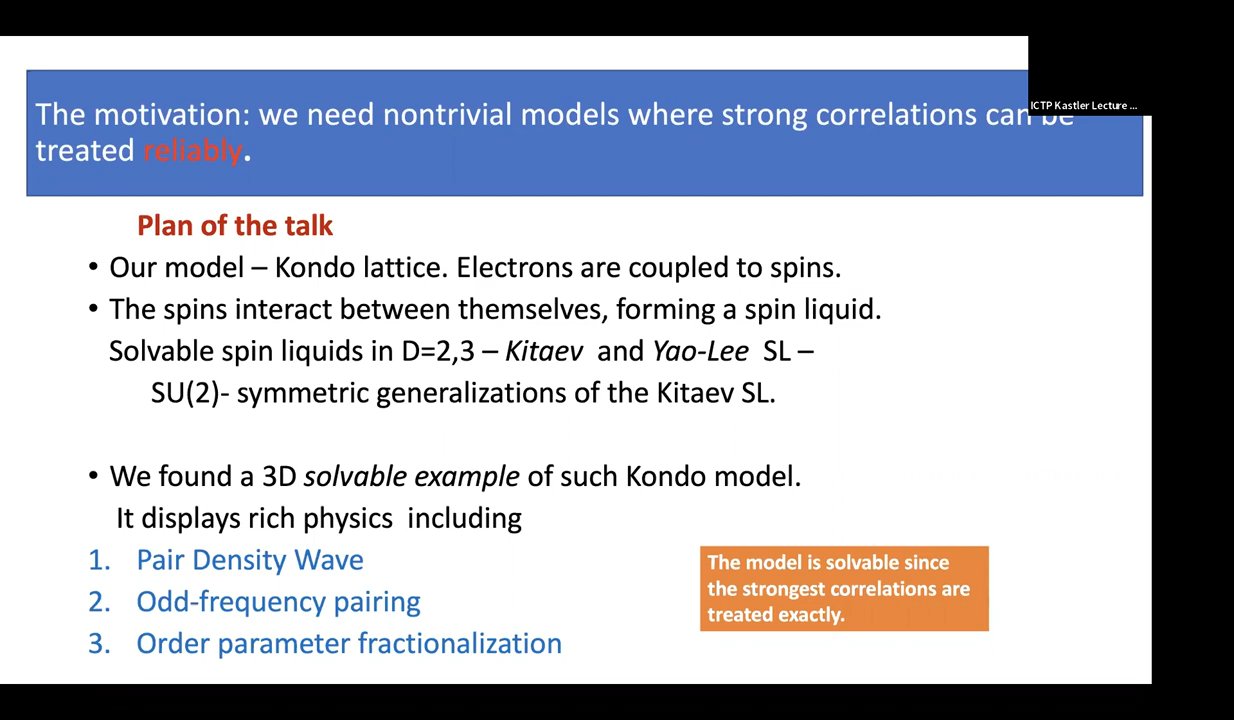 ICTP Kastler Lecture ...
The motivation: we need nontrivial models where strong correlations can be
treated reliably.
Plan of the talk
• Our model – Kondo lattice. Electrons are coupled to spins.
• The spins interact between themselves, forming a spin liquid.
Solvable spin liquids in D=2,3 – Kitaev and Yao-Lee SL –
SU(2)- symmetric generalizations of the Kitaev SL.
• We found a 3D solvable example of such Kondo model.
It displays rich physics including
1. Pair Density Wave
2. Odd-frequency pairing
3. Order parameter fractionalization
The model is solvable since
the strongest correlations are
treated exactly.